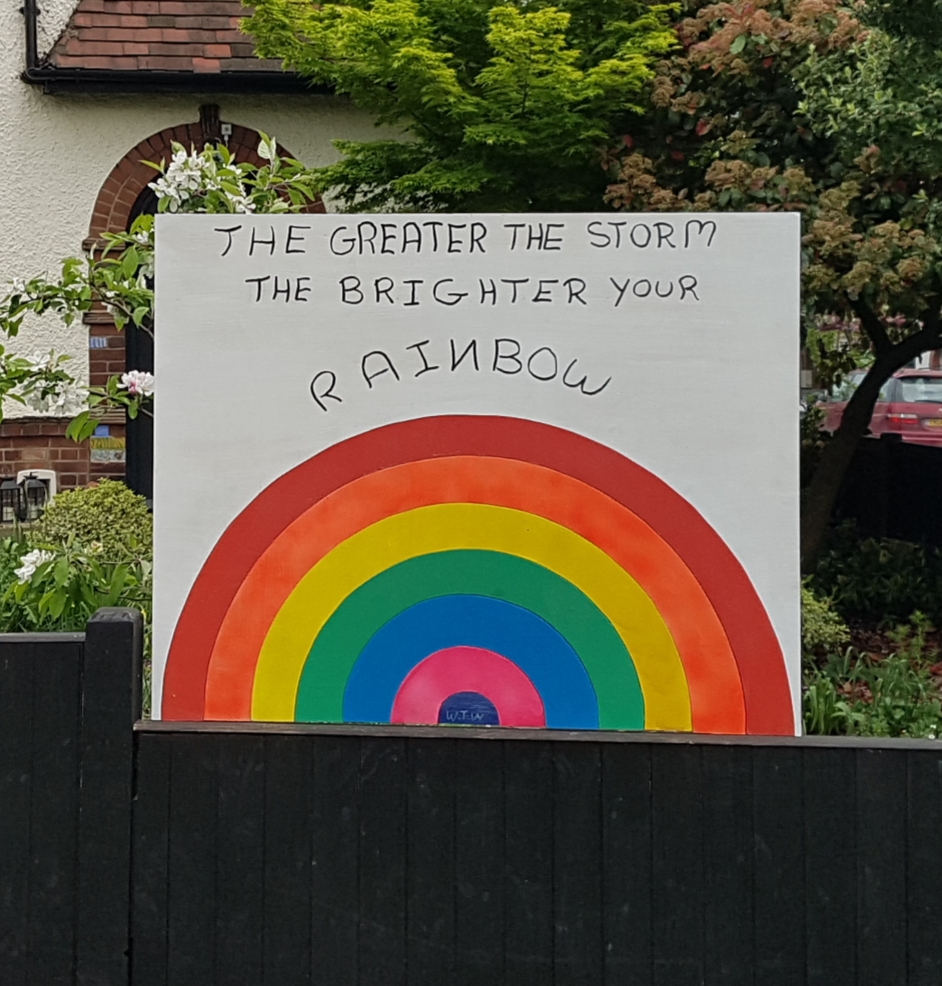 THE GREATER THE STORM
THE BRIGHTER YOUR
RAINBOW
W.J.W